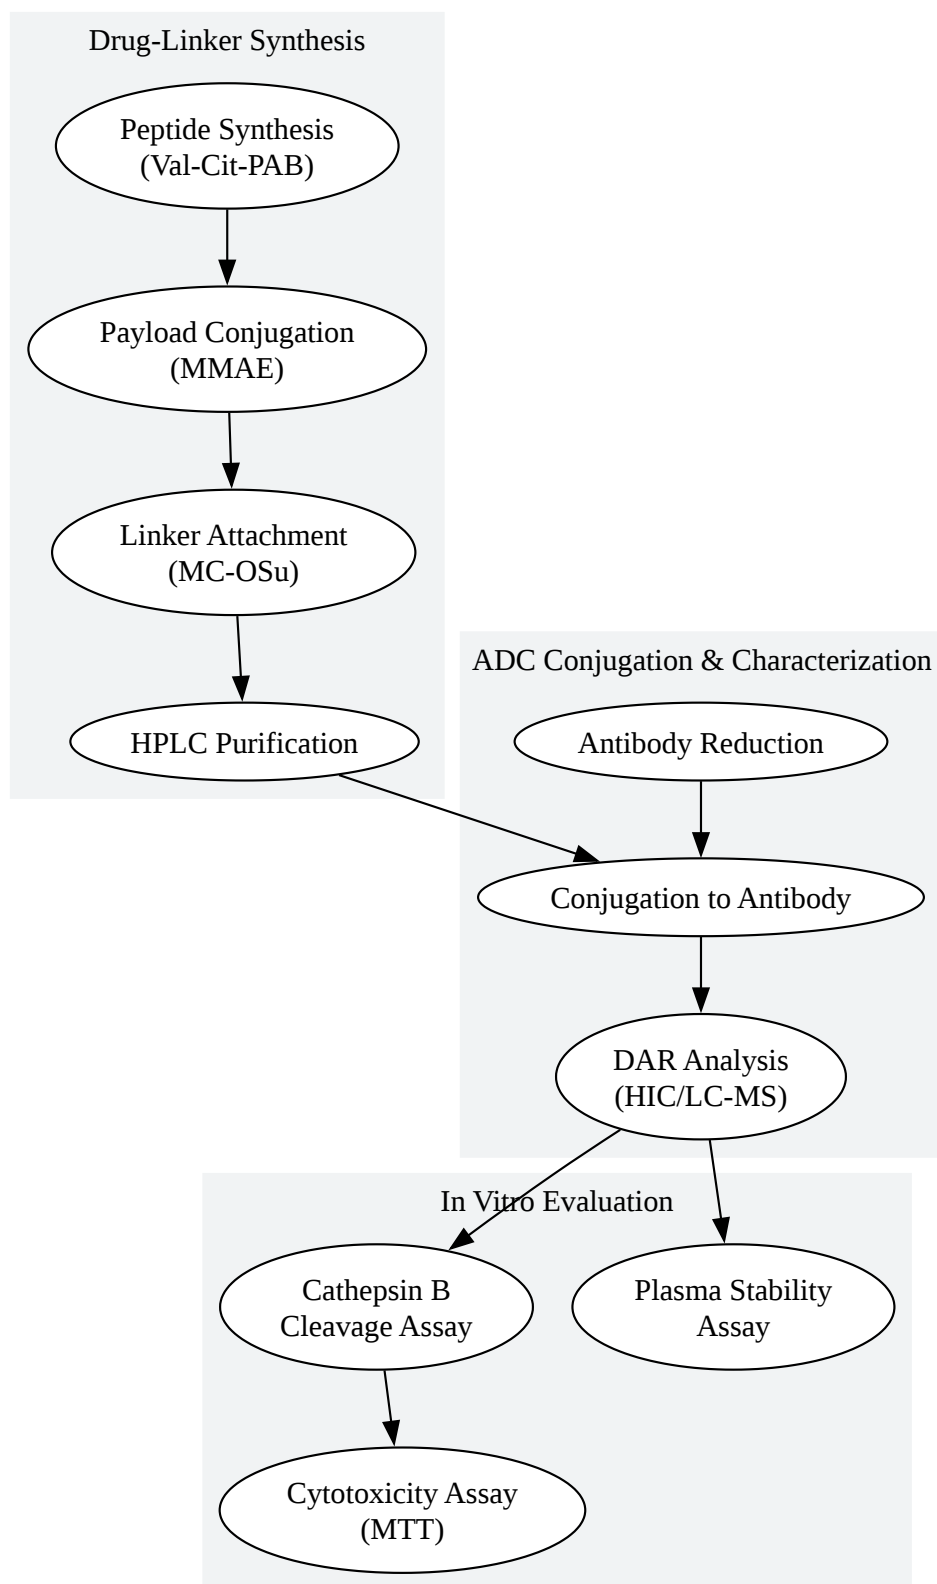 Drug-Linker Synthesis
Peptide Synthesis
(Val-Cit-PAB)
Payload Conjugation
(MMAE)
Linker Attachment
(MC-OSu)
HPLC Purification
ADC Conjugation & Characterization
Antibody Reduction
Conjugation to Antibody
DAR Analysis
(HIC/LC-MS)
In Vitro Evaluation
Cathepsin B
Cleavage Assay
Plasma Stability
Assay
Cytotoxicity Assay
(MTT)